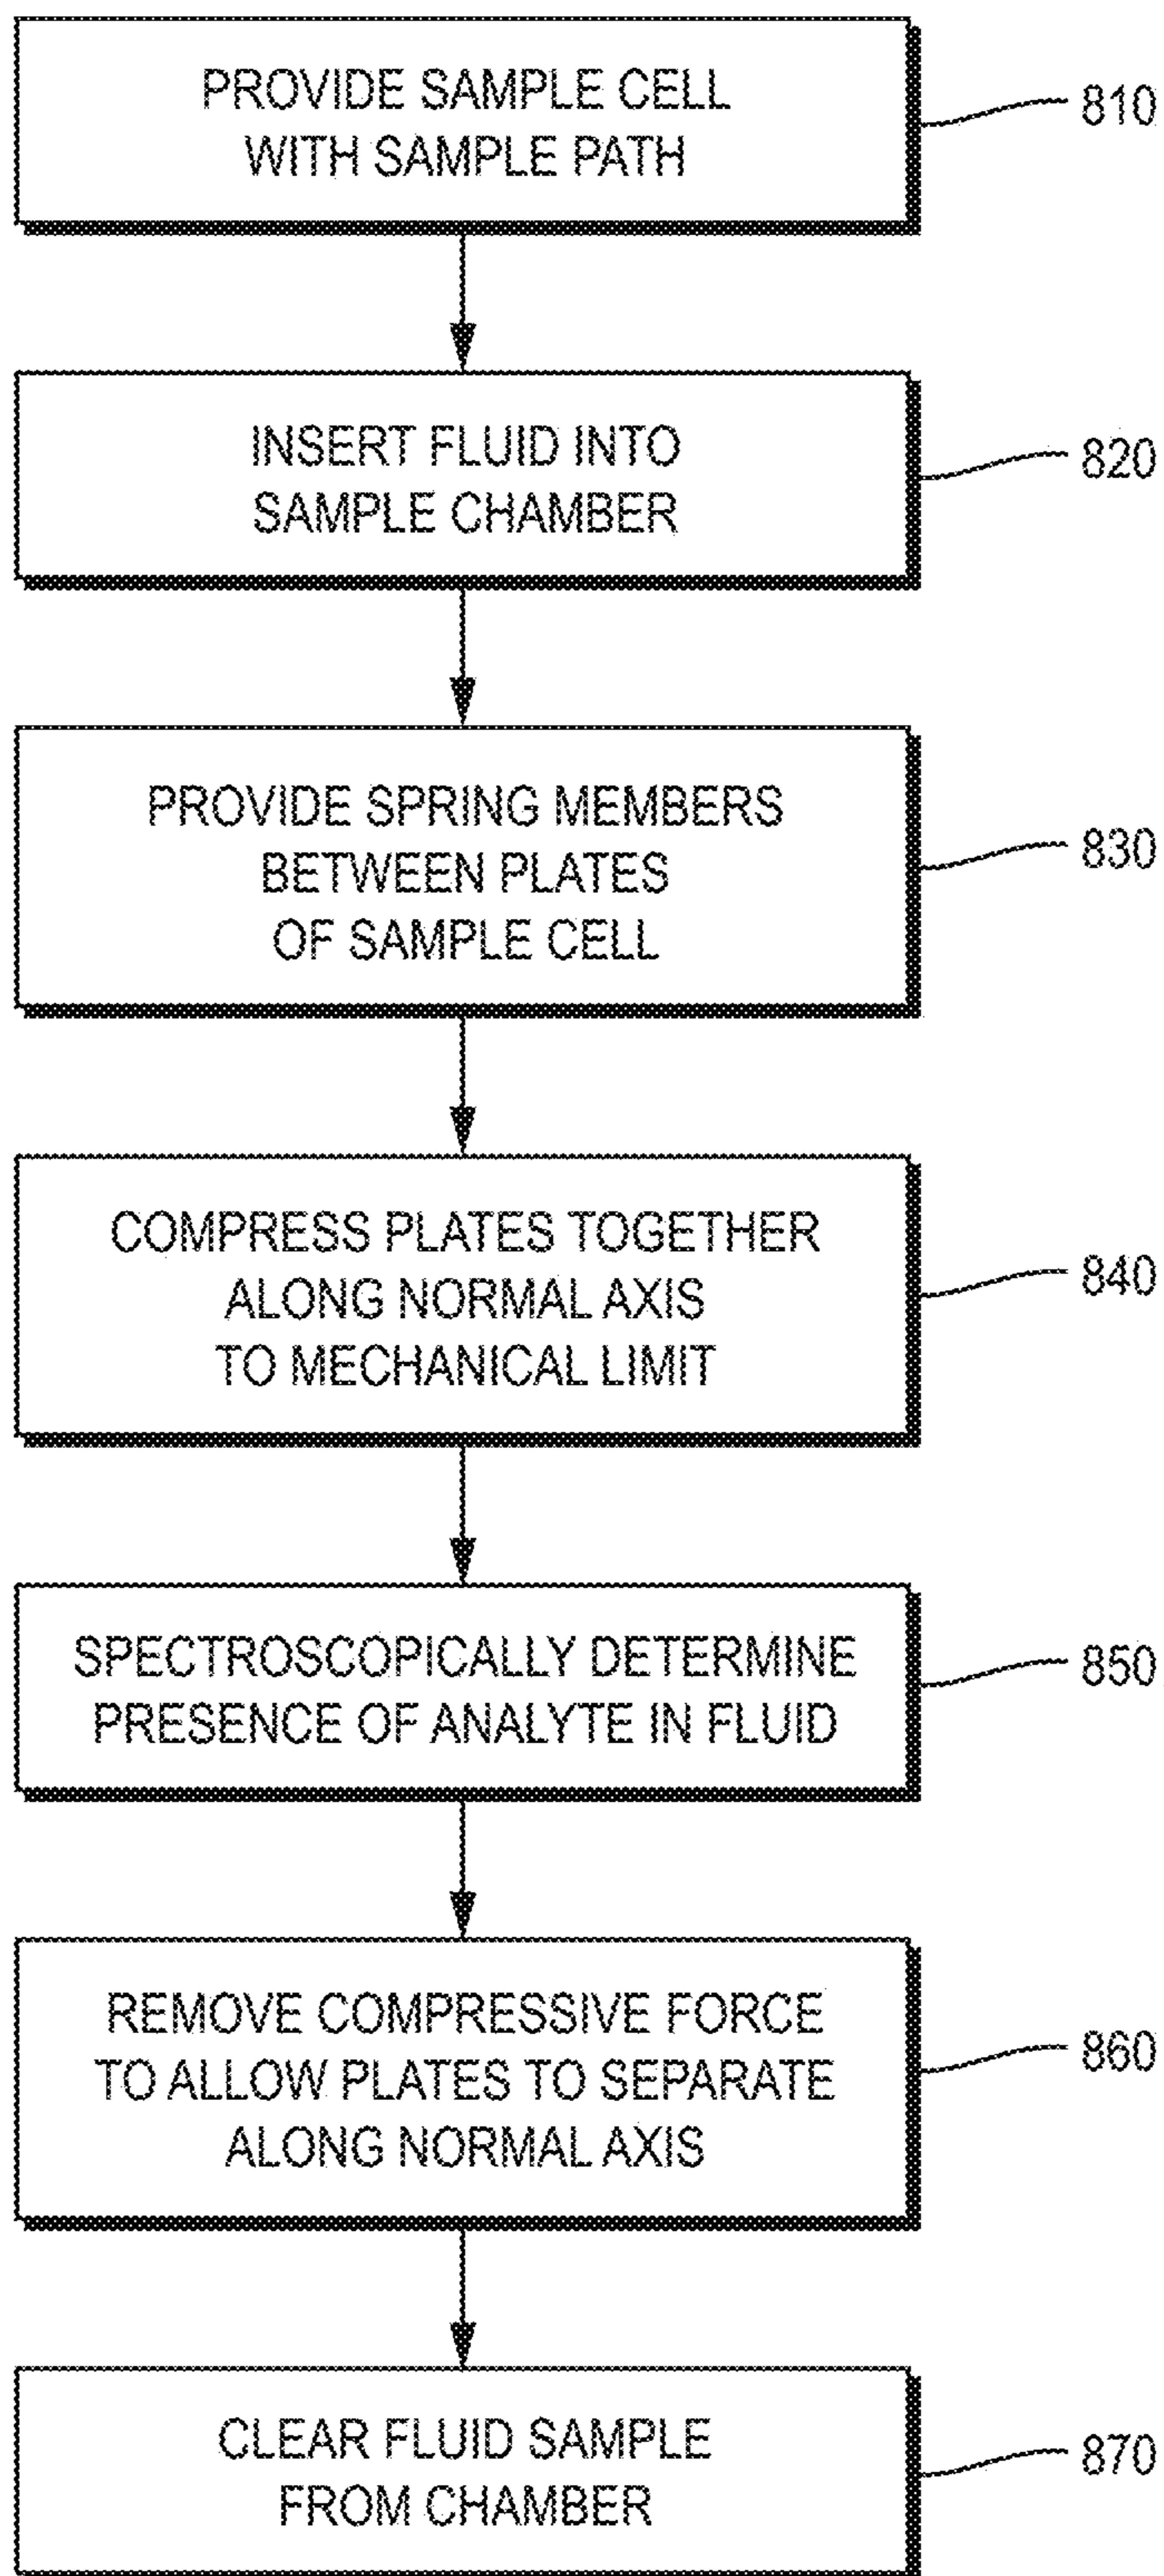 PROVIDE SAMPLE CELL
WITH SAMPLE PATH
810
INSERT FLUID INTO
SAMPLE CHAMBER
820
PROVIDE SPRING MEMBERS
BETWEEN PLATES
OF SAMPLE CELL
830
COMPRESS PLATES TOGETHER
ALONG NORMAL AXIS
TO MECHANICAL LIMIT
840
SPECTROSCOPICALLY DETERMINE
PRESENCE OF ANALYTE IN FLUID
850
REMOVE COMPRESSIVE FORCE
TO ALLOW PLATES TO SEPARATE
ALONG NORMAL AXIS
860
CLEAR FLUID SAMPLE
FROM CHAMBER
870